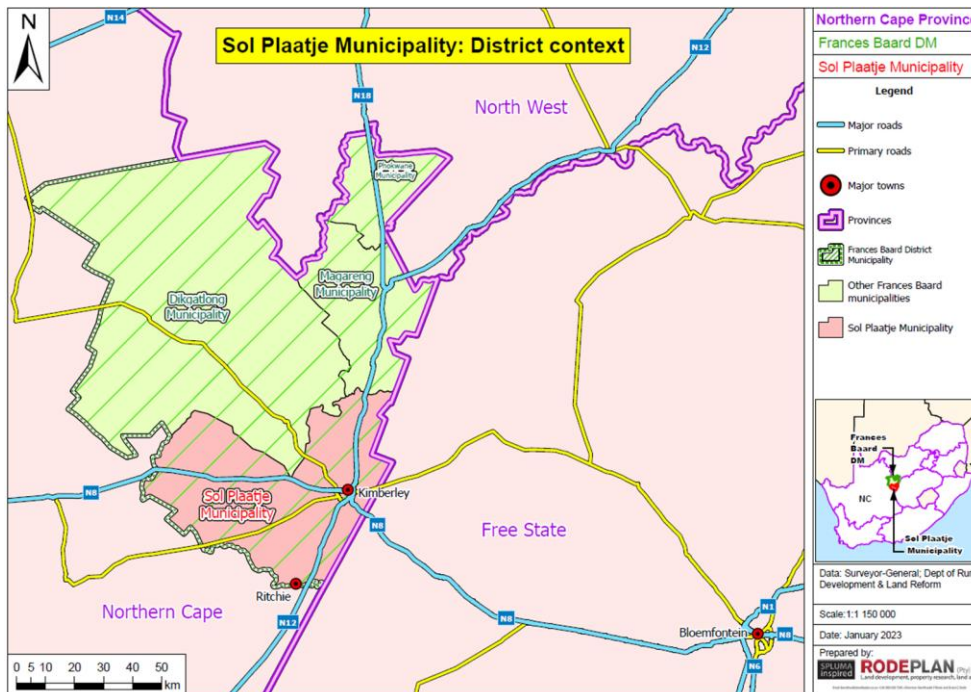 N14
N
Sol Plaatje Municipality: District context
N12
N18
North West
Phokwane
Municipality
Magareng
Municipality
Dikgatlong
Municipality
N8
Sol Plaatje
Municipality
Kimberley
N8
Free State
Ritchie
Northern Cape
N12
N8
Bloemfontein
N1
N8
N6
0 5 10 20 30 40 50
km
Northern Cape Province
Frances Baard DM
Sol Plaatje Municipality
Legend
Major roads
Primary roads
Major towns
Provinces
Frances Baard District
Municipality
Other Frances Baard
municipalities
Sol Plaatje Municipality
Frances
Baard
DM
NC
Sol Plaatje
Municipality
Data: Surveyor-General; Dept of Rur
Development & Land Reform
Scale:1:1 150 000
Date: January 2023
Prepared by:
SPLUMA
inspired
RODEPLAN (Pty)
Land development, property research, land